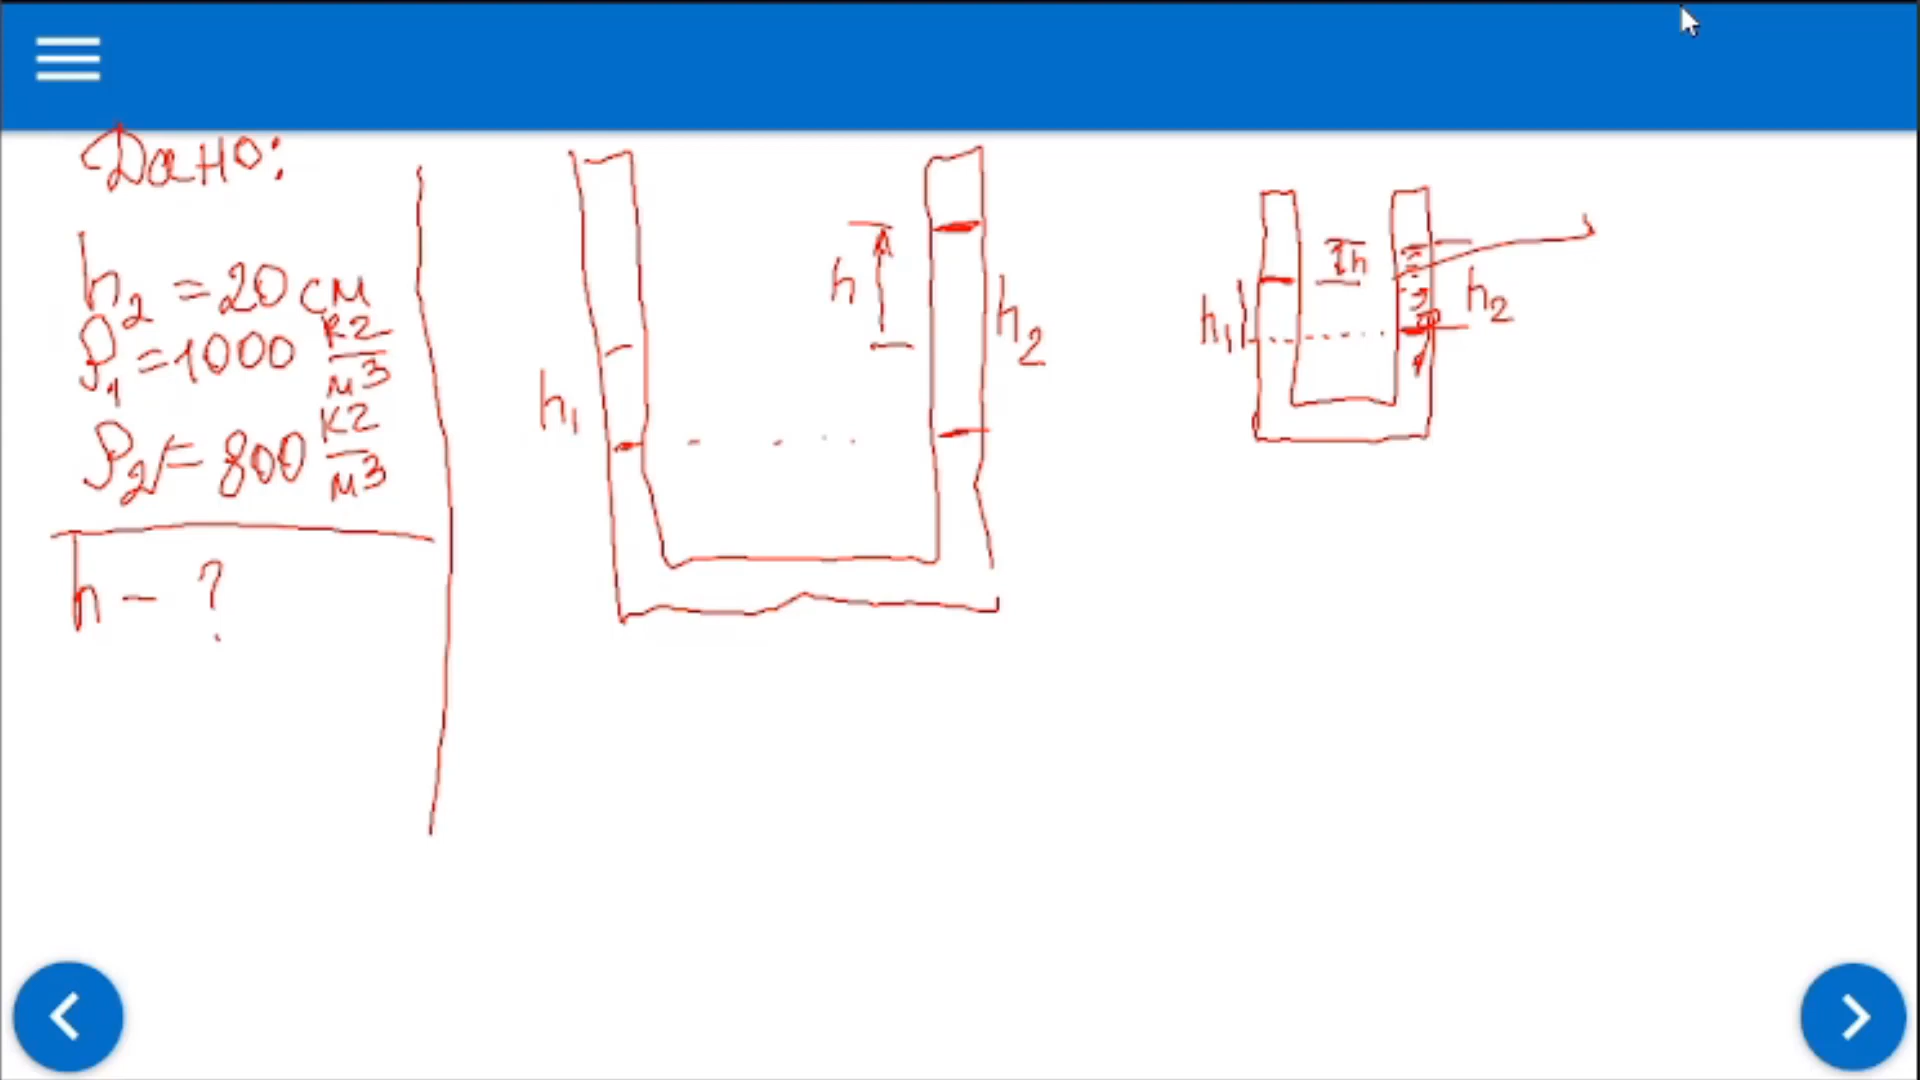 Дано:
h₂ = 20 см
ρ₁ = 1000 кг/м³
ρ₂ = 800 кг/м³
h - ?
h
h₁
h₂
h
h₁
h₂